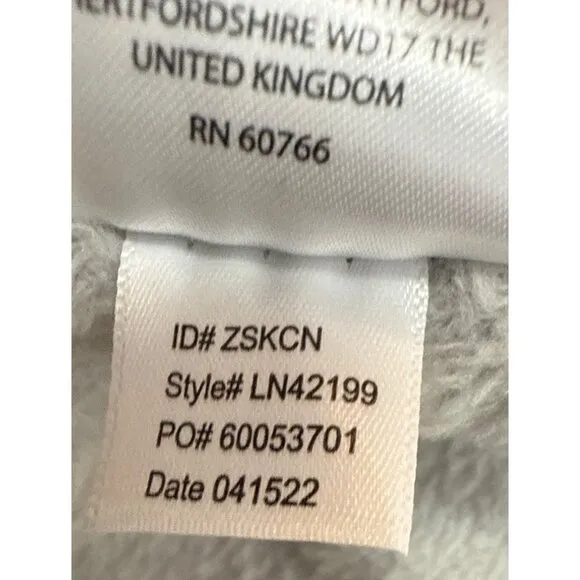 HERTFORDSHIRE WD17 1HE
UNITED KINGDOM
RN 60766
ID# ZSKCN
Style# LN42199
PO# 60053701
Date 041522